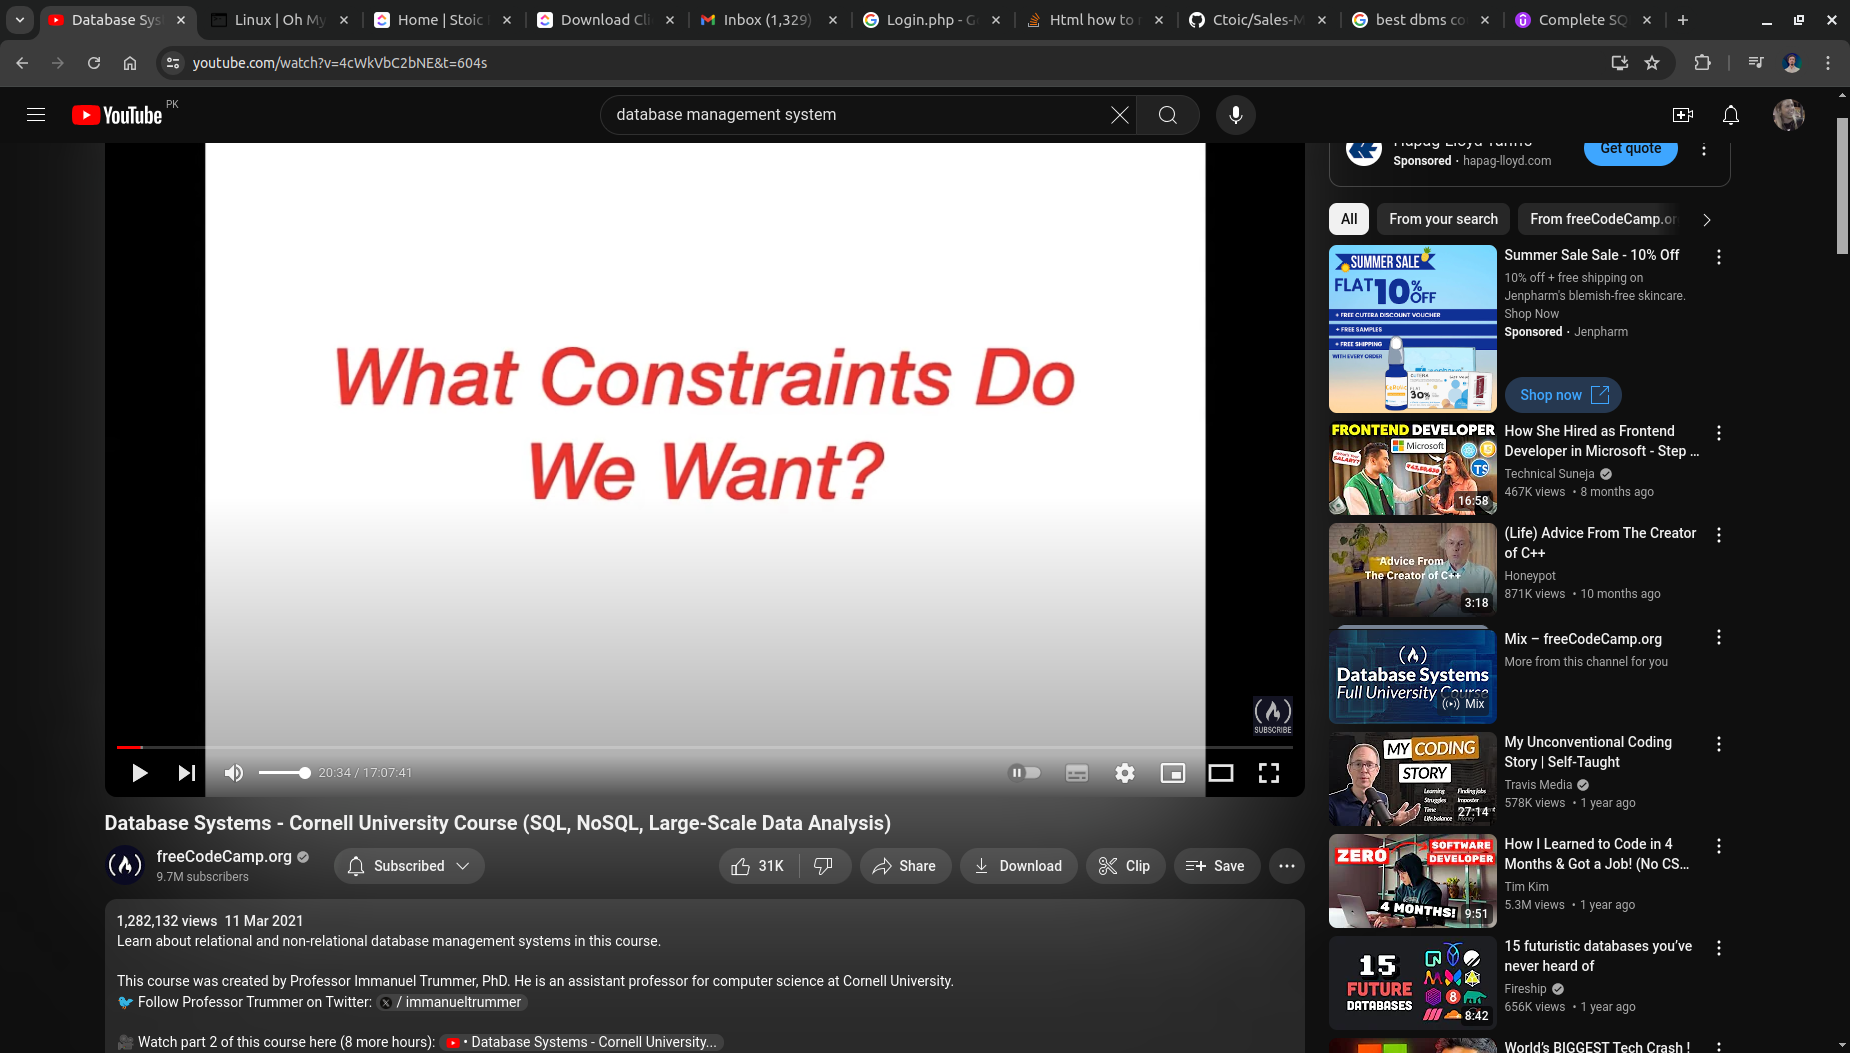 Database Sys
Linux | Oh My
Home | Stoic
Download Cli
Inbox (1,329)
Login.php - G
Html how to
Ctoic/Sales-M
best dbms co
Complete SQ
youtube.com/watch?v=4cWkVbC2bNE&t=604s
YouTube PK
database management system
What Constraints Do
We Want?
SUBSCRIBE
20:34 / 17:07:41
Database Systems - Cornell University Course (SQL, NoSQL, Large-Scale Data Analysis)
freeCodeCamp.org
9.7M subscribers
Subscribed
31K
Share
Download
Clip
Save
1,282,132 views 11 Mar 2021
Learn about relational and non-relational database management systems in this course.
This course was created by Professor Immanuel Trummer, PhD. He is an assistant professor for computer science at Cornell University.
Follow Professor Trummer on Twitter: / immanueltrummer
Watch part 2 of this course here (8 more hours): • Database Systems - Cornell University...
Hapag-Lloyd
Sponsored · hapag-lloyd.com
Get quote
All
From your search
From freeCodeCamp.or
SUMMER SALE
FLAT 10% OFF
+ FREE CUTERA DISCOUNT VOUCHER
+ FREE SAMPLES
+ FREE SHIPPING
WITH EVERY ORDER
30%
Summer Sale Sale - 10% Off
10% off + free shipping on
Jenpharm's blemish-free skincare.
Shop Now
Sponsored · Jenpharm
Shop now
FRONTEND DEVELOPER
Microsoft
TS
16:58
How She Hired as Frontend
Developer in Microsoft - Step ...
Technical Suneja
467K views • 8 months ago
"Advice From
The Creator of C++
3:18
(Life) Advice From The Creator
of C++
Honeypot
871K views • 10 months ago
Database Systems
Full University Course
Mix
Mix – freeCodeCamp.org
More from this channel for you
MY CODING
STORY
Learning
Struggles
Time
Life balance
Finding jobs
Imposter
Money
27:14
My Unconventional Coding
Story | Self-Taught
Travis Media
578K views • 1 year ago
ZERO
SOFTWARE
DEVELOPER
4 MONTHS!
9:51
How I Learned to Code in 4
Months & Got a Job! (No CS...
Tim Kim
5.3M views • 1 year ago
15
FUTURE
DATABASES
8:42
15 futuristic databases you've
never heard of
Fireship
656K views • 1 year ago
World's BIGGEST Tech Crash !